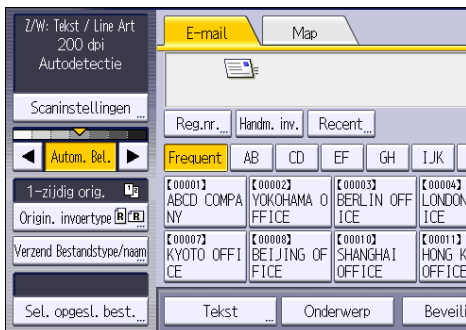 Z/W: Tekst / Line Art
200 dpi
Autodetectie
Scaninstellingen
Autom. Bel.
1-zijdig orig.
Origin. invoertype
Verzend Bestandstype/naam
Sel. opgesl. best.
E-mail Map
Reg.nr. Handm. inv. Recent
Frequent AB CD EF GH IJK
[00001] [00002] [00003] [00004]
ABCD COMPA YOKOHAMA O BERLIN OFF LONDON
NY FFICE ICE ICE
[00007] [00008] [00010] [00011]
KYOTO OFFI BEIJING OF SHANGHAI HONG K
CE FICE OFFICE OFFICE
Tekst Onderwerp Beveili